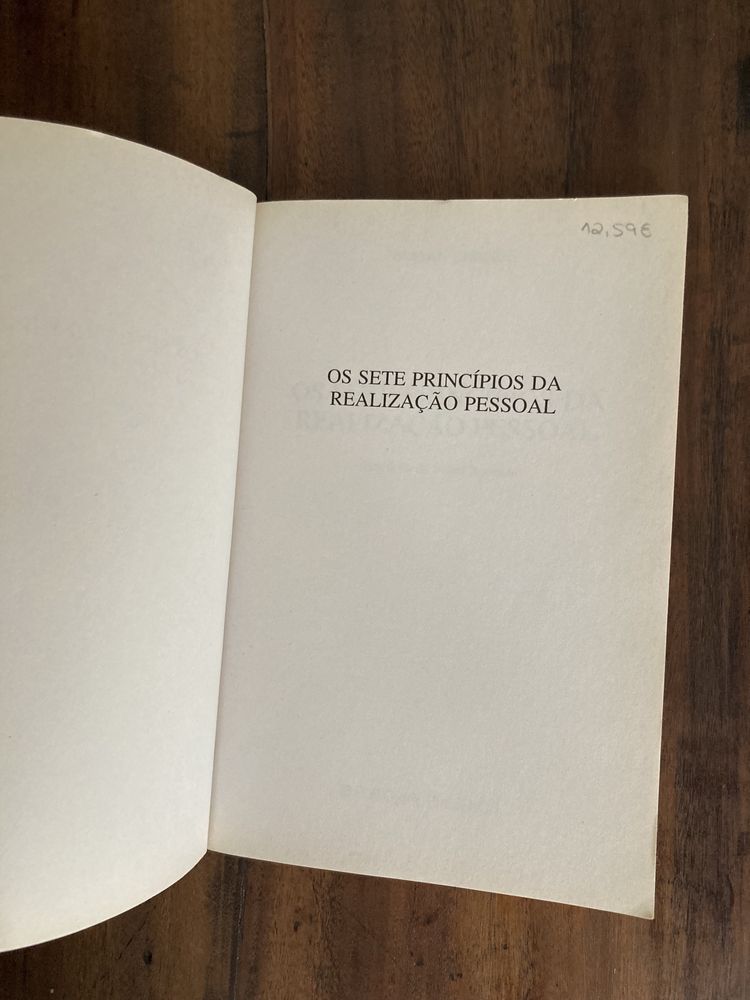 12,59€
OS SETE PRINCÍPIOS DA
REALIZAÇÃO PESSOAL